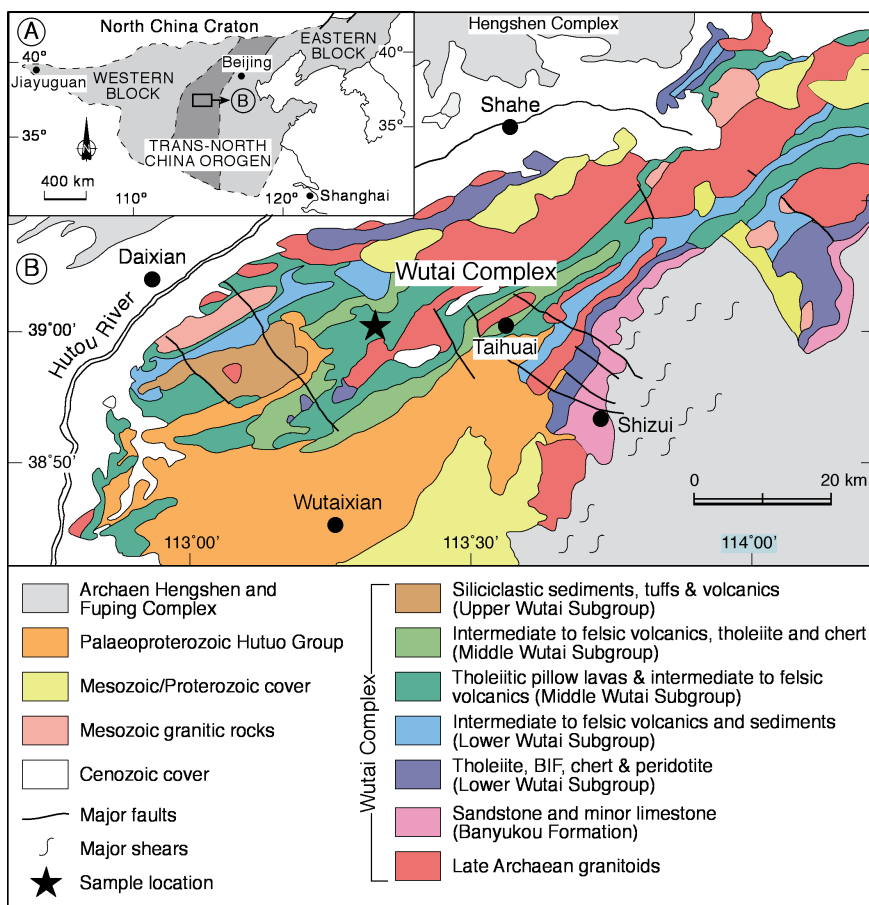 A
North China Craton
EASTERN
BLOCK
40°
Jiayuguan
WESTERN
BLOCK
Beijing
B
40°
35°
N
TRANS-NORTH
CHINA OROGEN
35°
400 km
110°
120°
Shanghai
Hengshen Complex
Shahe
B
Daixian
Hutou River
Wutai Complex
39°00'
Taihuai
Shizui
38°50'
Wutaixian
0
20 km
113°00'
113°30'
114°00'
Archaen Hengshen and
Fuping Complex
Palaeoproterozoic Hutuo Group
Mesozoic/Proterozoic cover
Mesozoic granitic rocks
Cenozoic cover
Major faults
Major shears
Sample location
Wutai Complex
Siliciclastic sediments, tuffs & volcanics
(Upper Wutai Subgroup)
Intermediate to felsic volcanics, tholeiite and chert
(Middle Wutai Subgroup)
Tholeiitic pillow lavas & intermediate to felsic
volcanics (Middle Wutai Subgroup)
Intermediate to felsic volcanics and sediments
(Lower Wutai Subgroup)
Tholeiite, BIF, chert & peridotite
(Lower Wutai Subgroup)
Sandstone and minor limestone
(Banyukou Formation)
Late Archaean granitoids